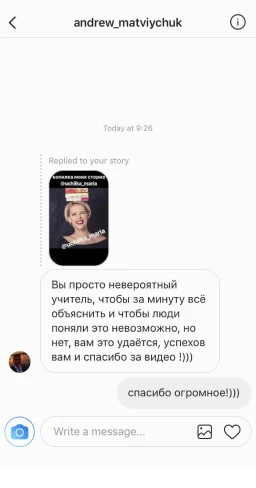 andrew_matviychuk
Today at 9:26
Replied to your story
копилка моих сторис
@uchilka_maria
@uchilka_maria
Вы просто невероятный
учитель, чтобы за минуту всё
объяснить и чтобы люди
поняли это невозможно, но
нет, вам это удаётся, успехов
вам и спасибо за видео !)))
спасибо огромное!)))
Write a message...